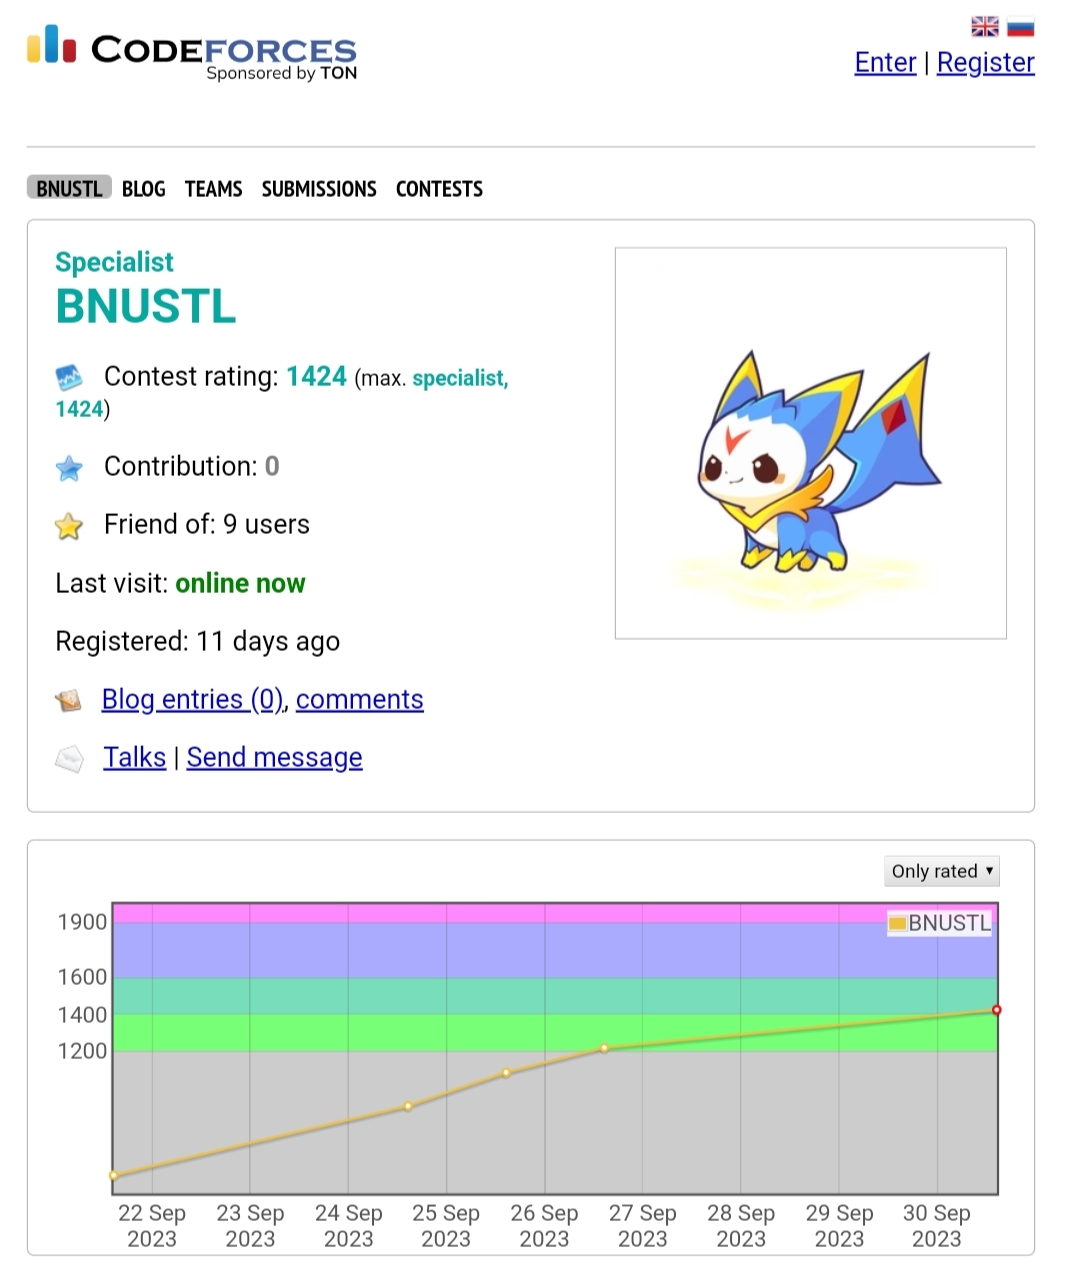 CODEFORCES
Sponsored by TON
Enter | Register
BNUSTL BLOG TEAMS SUBMISSIONS CONTESTS
Specialist
BNUSTL
Contest rating: 1424 (max. specialist,
1424)
Contribution: 0
Friend of: 9 users
Last visit: online now
Registered: 11 days ago
Blog entries (0), comments
Talks | Send message
Only rated ▼
BNUSTL
1900
1600
1400
1200
22 Sep 23 Sep 24 Sep 25 Sep 26 Sep 27 Sep 28 Sep 29 Sep 30 Sep
2023 2023 2023 2023 2023 2023 2023 2023 2023